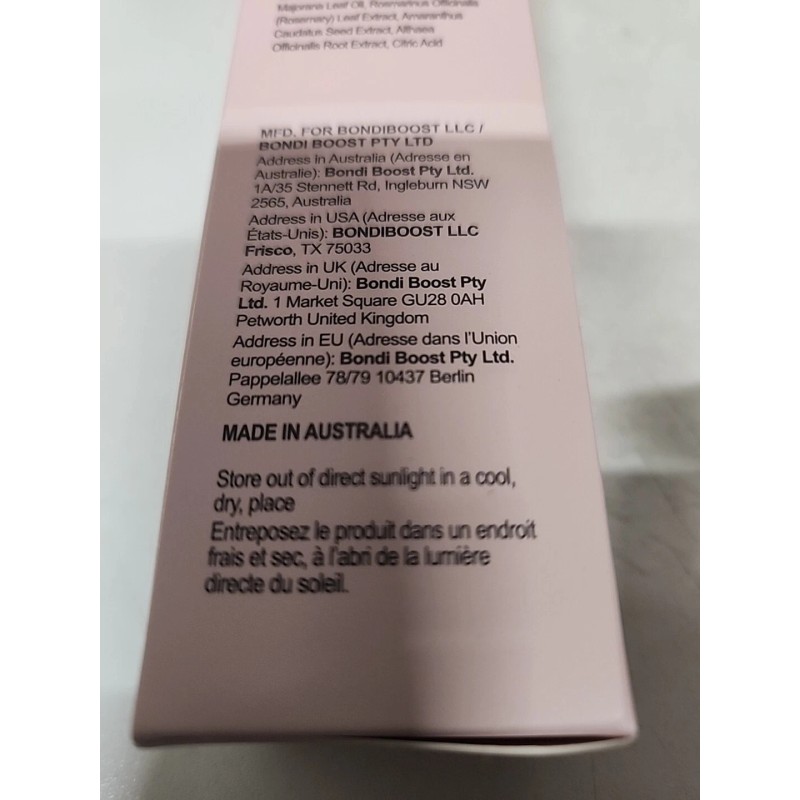 Majorana Leaf Oil, Rosmarinus Officinalis
(Rosemary) Leaf Extract, Amaranthus
Caudatus Seed Extract, Althaea
Officinalis Root Extract, Citric Acid
MFD. FOR BONDIBOOST LLC /
BONDI BOOST PTY LTD
Address in Australia (Adresse en
Australie): Bondi Boost Pty Ltd.
1A/35 Stennett Rd, Ingleburn NSW
2565, Australia
Address in USA (Adresse aux
États-Unis): BONDIBOOST LLC
Frisco, TX 75033
Address in UK (Adresse au
Royaume-Uni): Bondi Boost Pty
Ltd. 1 Market Square GU28 0AH
Petworth United Kingdom
Address in EU (Adresse dans l'Union
européenne): Bondi Boost Pty Ltd.
Pappelallee 78/79 10437 Berlin
Germany
MADE IN AUSTRALIA
Store out of direct sunlight in a cool,
dry, place
Entreposez le produit dans un endroit
frais et sec, à l'abri de la lumière
directe du soleil.